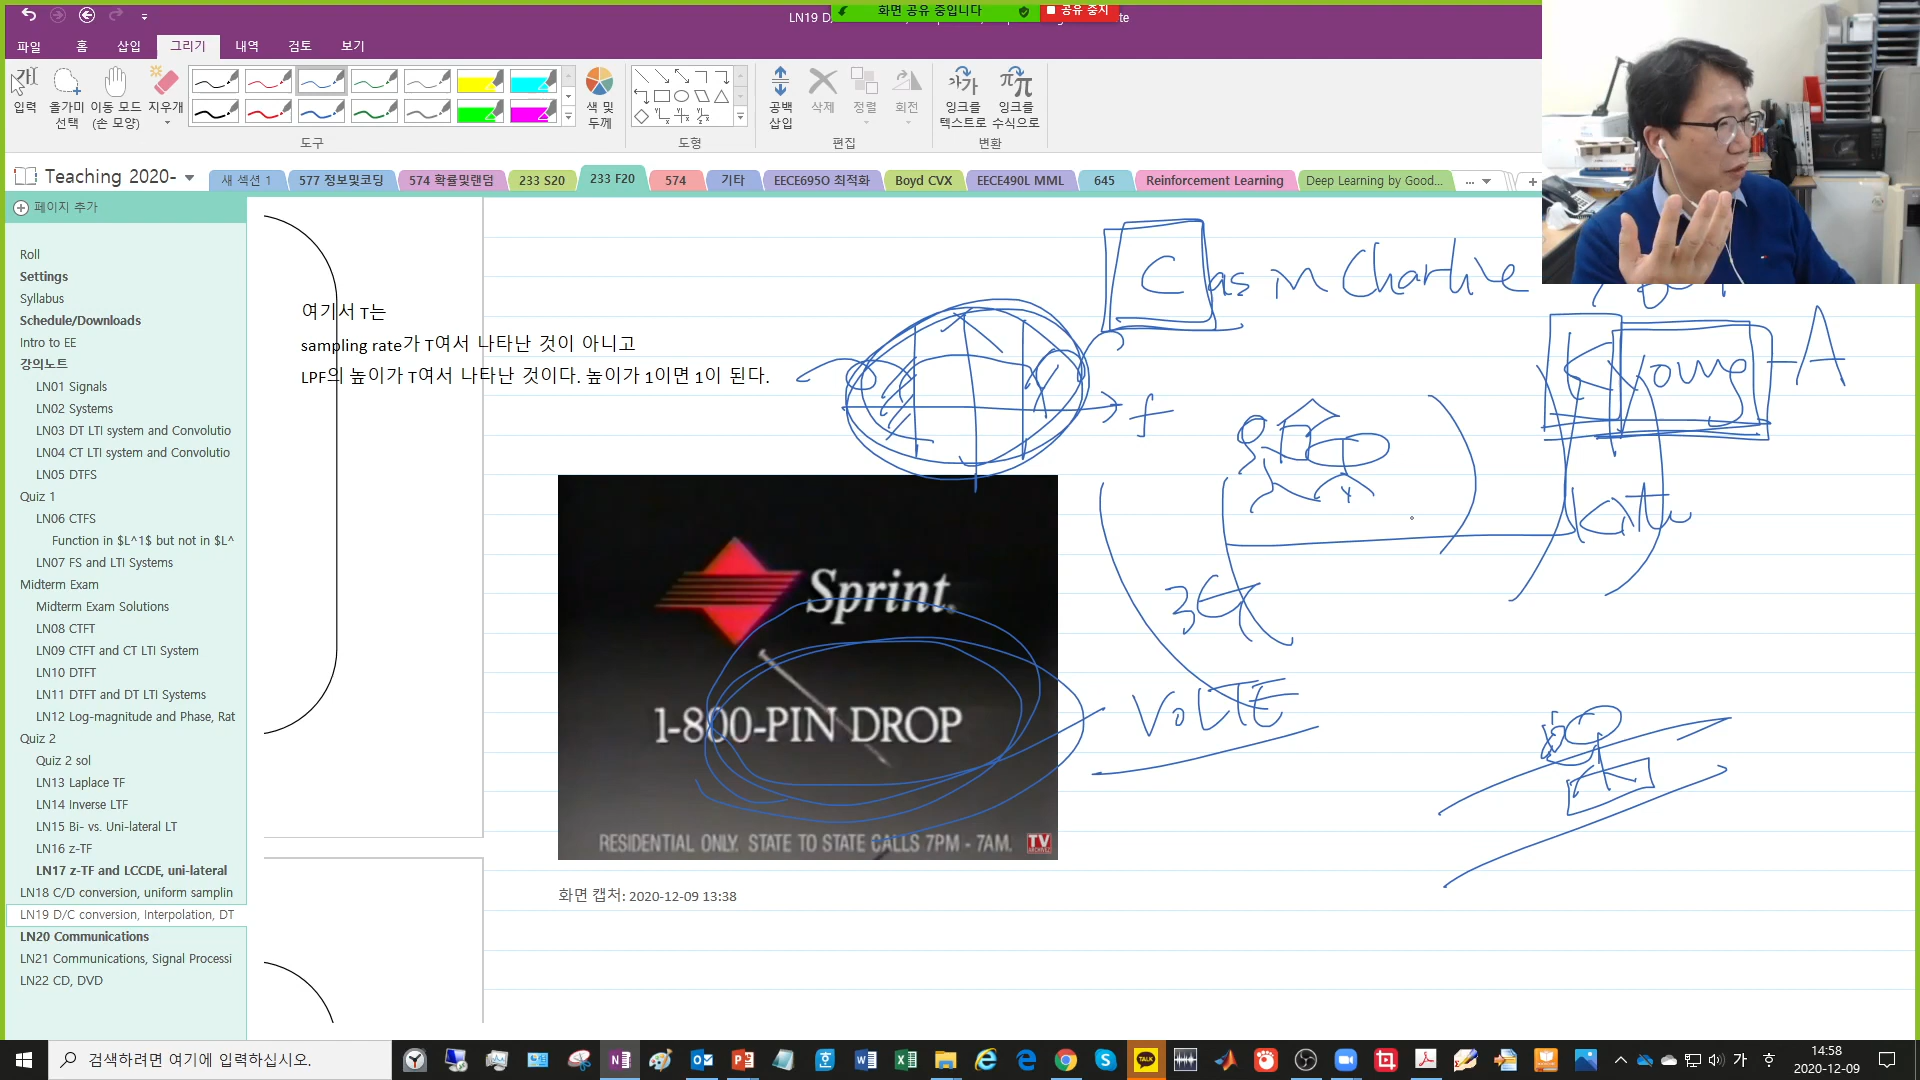 LN19 D
화면 공유 중입니다
공유 중지
te
파일 홈 삽입 그리기 내역 검토 보기
입력 올가미 선택 이동 모드 (손 모양) 지우개
색 및 두께
공백 삽입 삭제 정렬 회전
잉크를 텍스트로 잉크를 수식으로
도구 도형 편집 변환
Teaching 2020-
새 섹션 1 577 정보및코딩 574 확률및랜덤 233 S20 233 F20 574 기타 EECE695O 최적화 Boyd CVX EECE490L MML 645 Reinforcement Learning Deep Learning by Good... ...
페이지 추가
Roll
Settings
Syllabus
Schedule/Downloads
Intro to EE
강의노트
LN01 Signals
LN02 Systems
LN03 DT LTI system and Convolutio
LN04 CT LTI system and Convolutio
LN05 DTFS
Quiz 1
LN06 CTFS
Function in $L^1$ but not in $L^
LN07 FS and LTI Systems
Midterm Exam
Midterm Exam Solutions
LN08 CTFT
LN09 CTFT and CT LTI System
LN10 DTFT
LN11 DTFT and DT LTI Systems
LN12 Log-magnitude and Phase, Rat
Quiz 2
Quiz 2 sol
LN13 Laplace TF
LN14 Inverse LTF
LN15 Bi- vs. Uni-lateral LT
LN16 z-TF
LN17 z-TF and LCCDE, uni-lateral
LN18 C/D conversion, uniform samplin
LN19 D/C conversion, Interpolation, DT
LN20 Communications
LN21 Communications, Signal Processi
LN22 CD, DVD
여기서 T는
sampling rate가 T여서 나타난 것이 아니고
LPF의 높이가 T여서 나타난 것이다. 높이가 1이면 1이 된다.
C as in Charlie
Kyoung-A
f
3G
VoLTE
Sprint.
1-800-PIN DROP
RESIDENTIAL ONLY. STATE TO STATE CALLS 7PM - 7AM.
TV
화면 캡처: 2020-12-09 13:38
검색하려면 여기에 입력하십시오.
TALK
가
14:58
2020-12-09